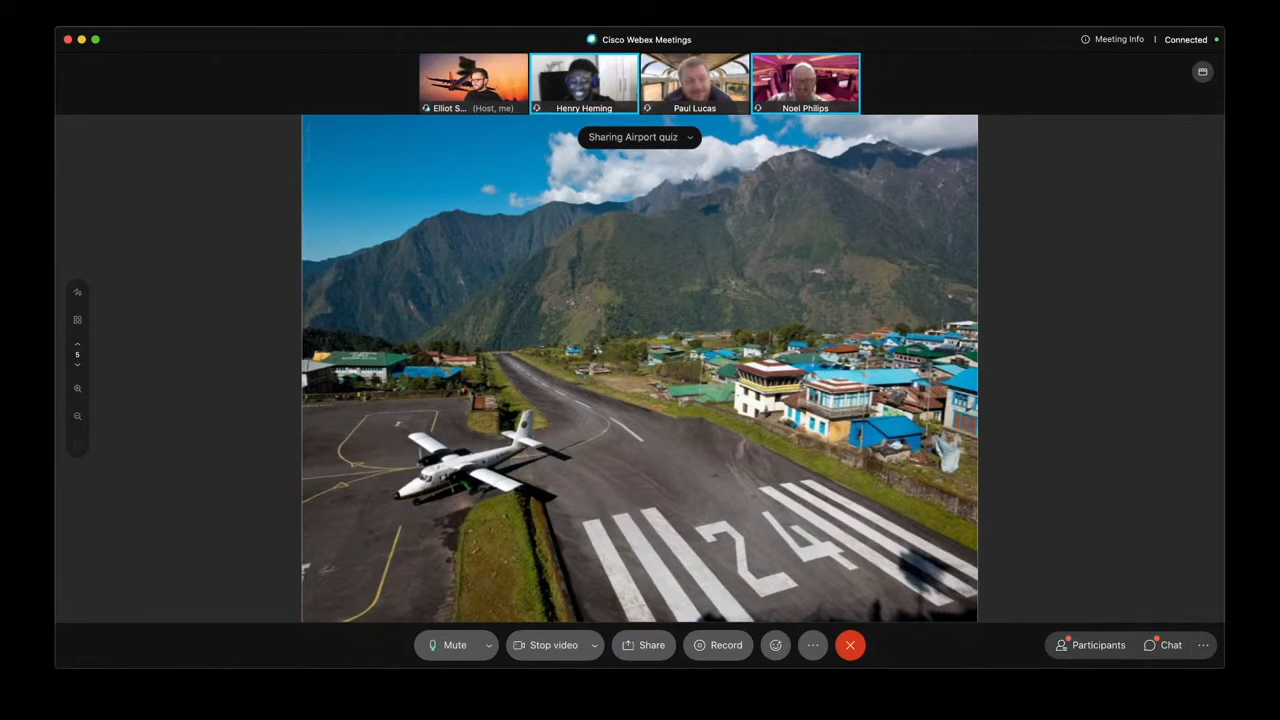 Cisco Webex Meetings
Meeting Info
Connected
Elliot S... (Host, me)
Henry Heming
Paul Lucas
Noel Philips
Sharing Airport quiz
5
24
Mute
Stop video
Share
Record
Participants
Chat